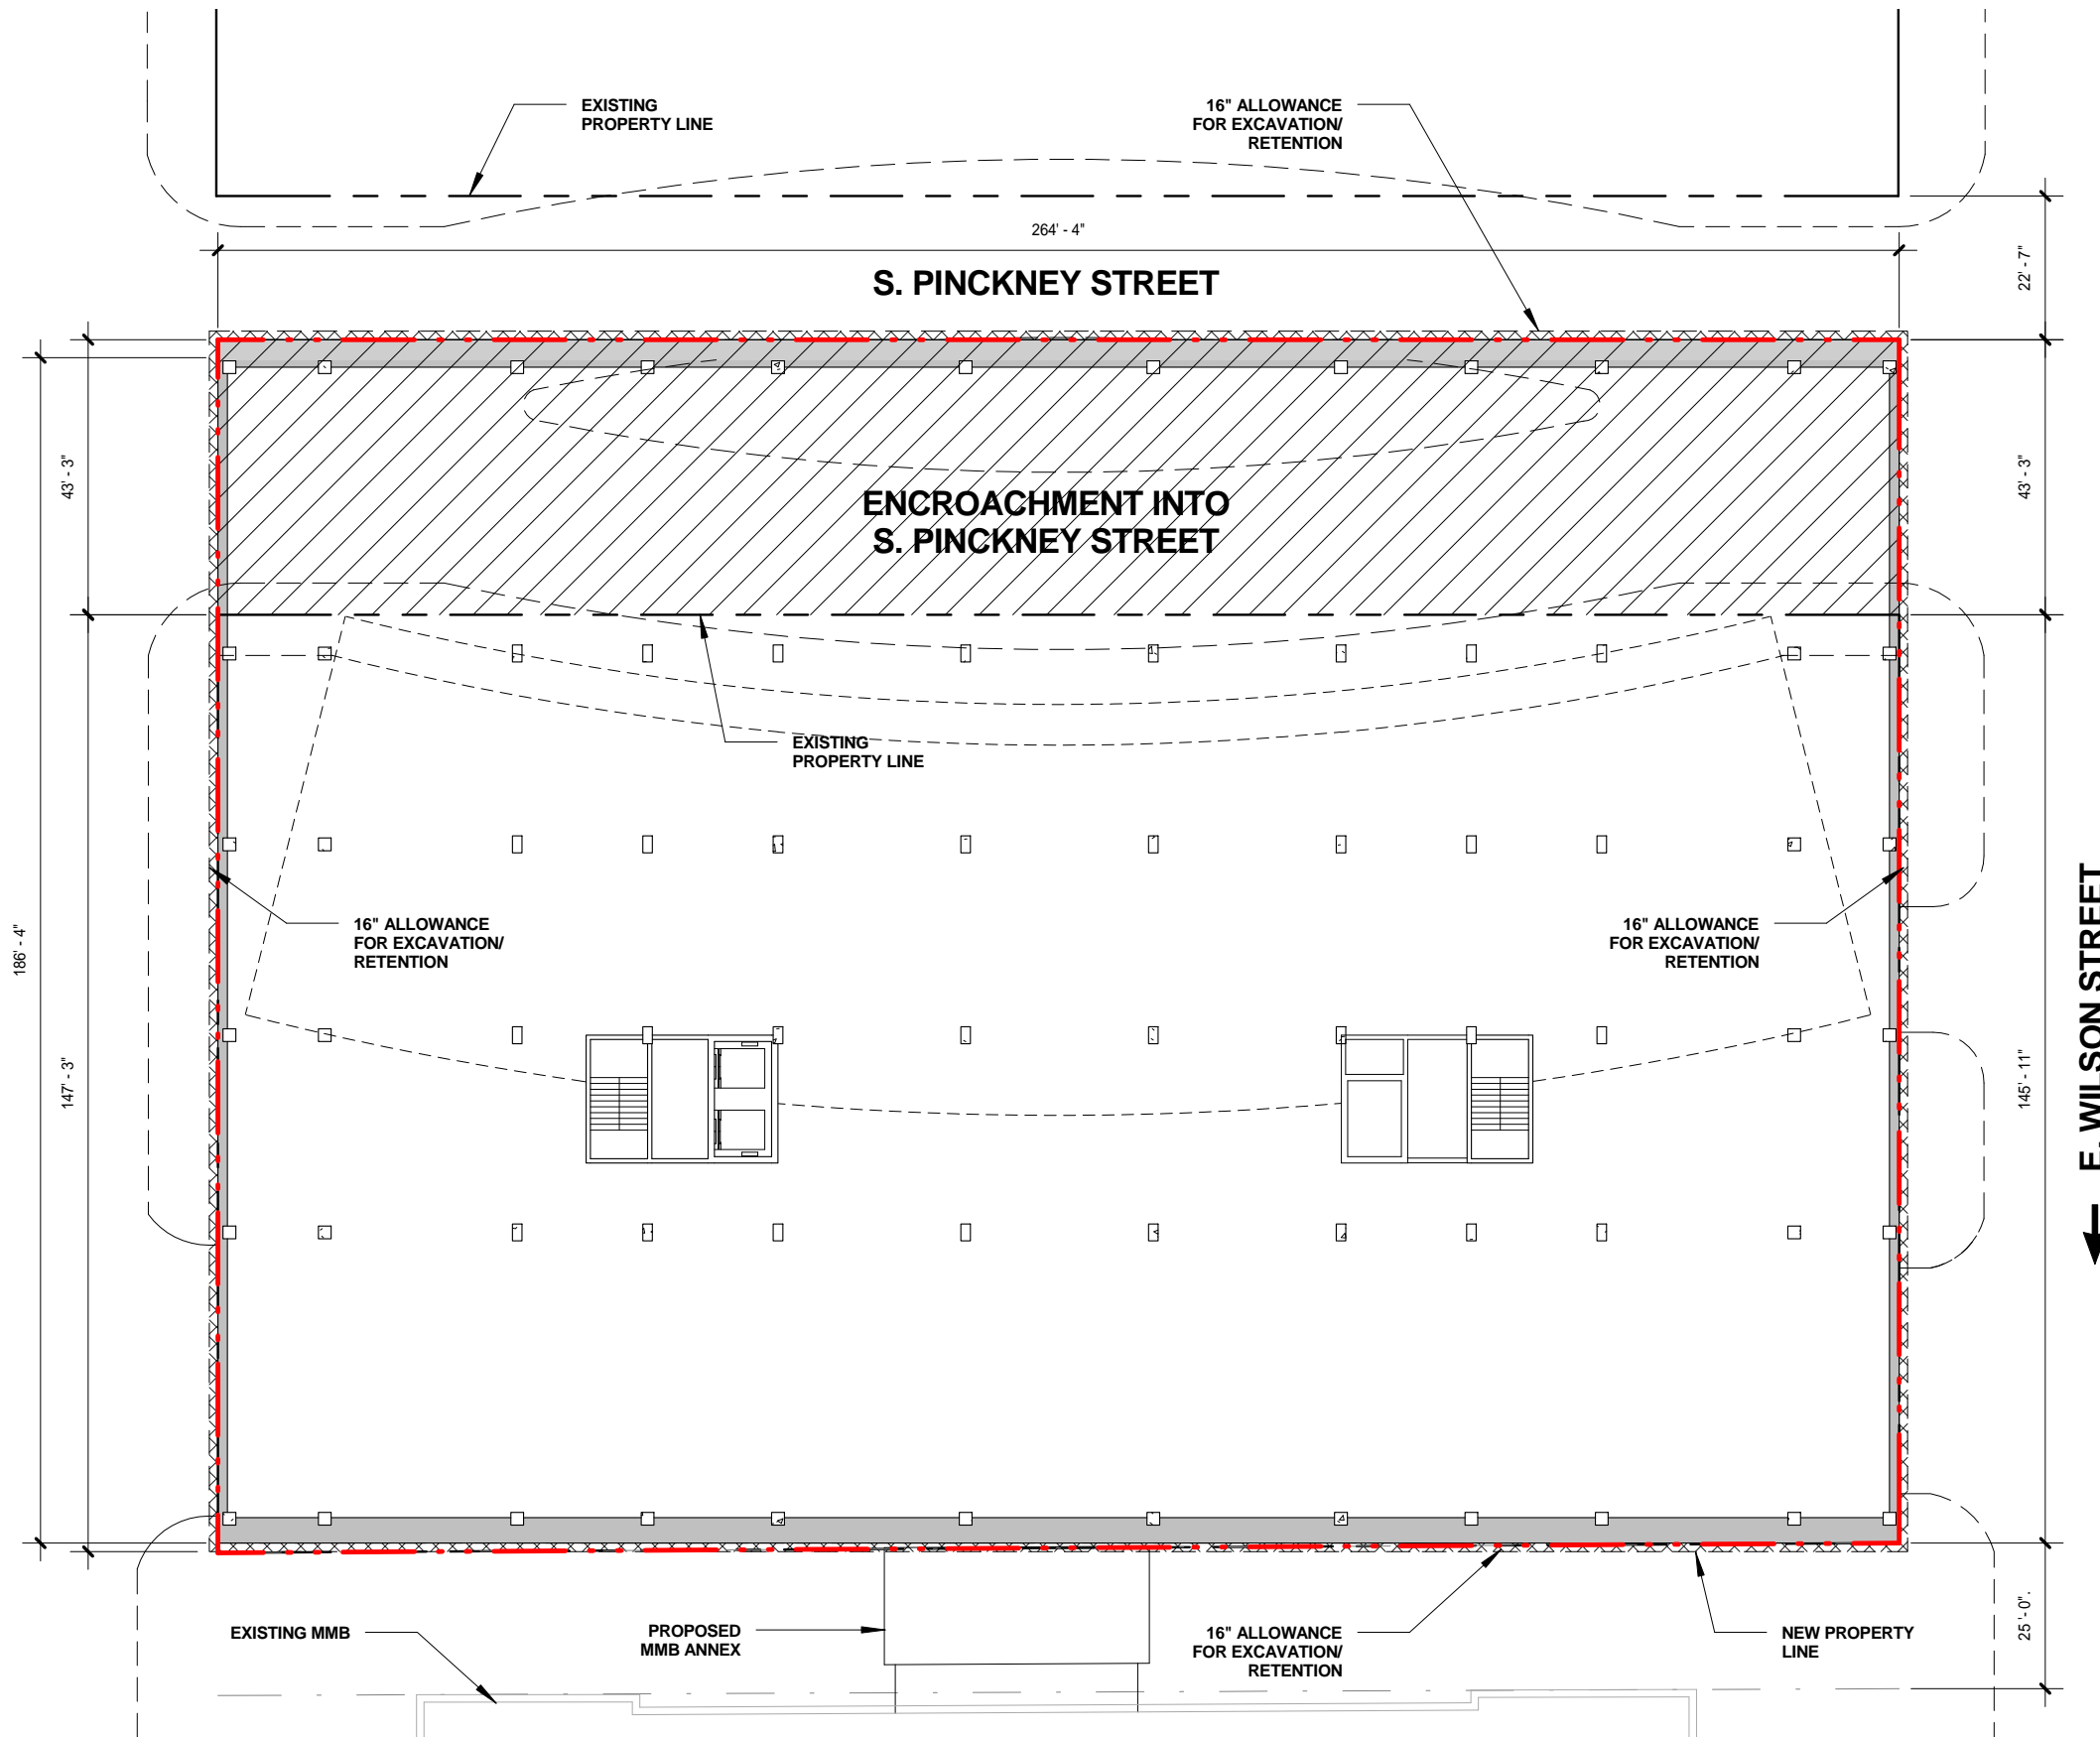 EXISTING
PROPERTY LINE
16" ALLOWANCE
FOR EXCAVATION/
RETENTION
264' - 4"
S. PINCKNEY STREET
22' - 7"
43' - 3"
43' - 3"
ENCROACHMENT INTO
S. PINCKNEY STREET
EXISTING
PROPERTY LINE
16" ALLOWANCE
FOR EXCAVATION/
RETENTION
16" ALLOWANCE
FOR EXCAVATION/
RETENTION
186' - 4"
147' - 3"
145' - 11"
E. WILSON STREET
EXISTING MMB
PROPOSED
MMB ANNEX
16" ALLOWANCE
FOR EXCAVATION/
RETENTION
NEW PROPERTY
LINE
25' - 0".